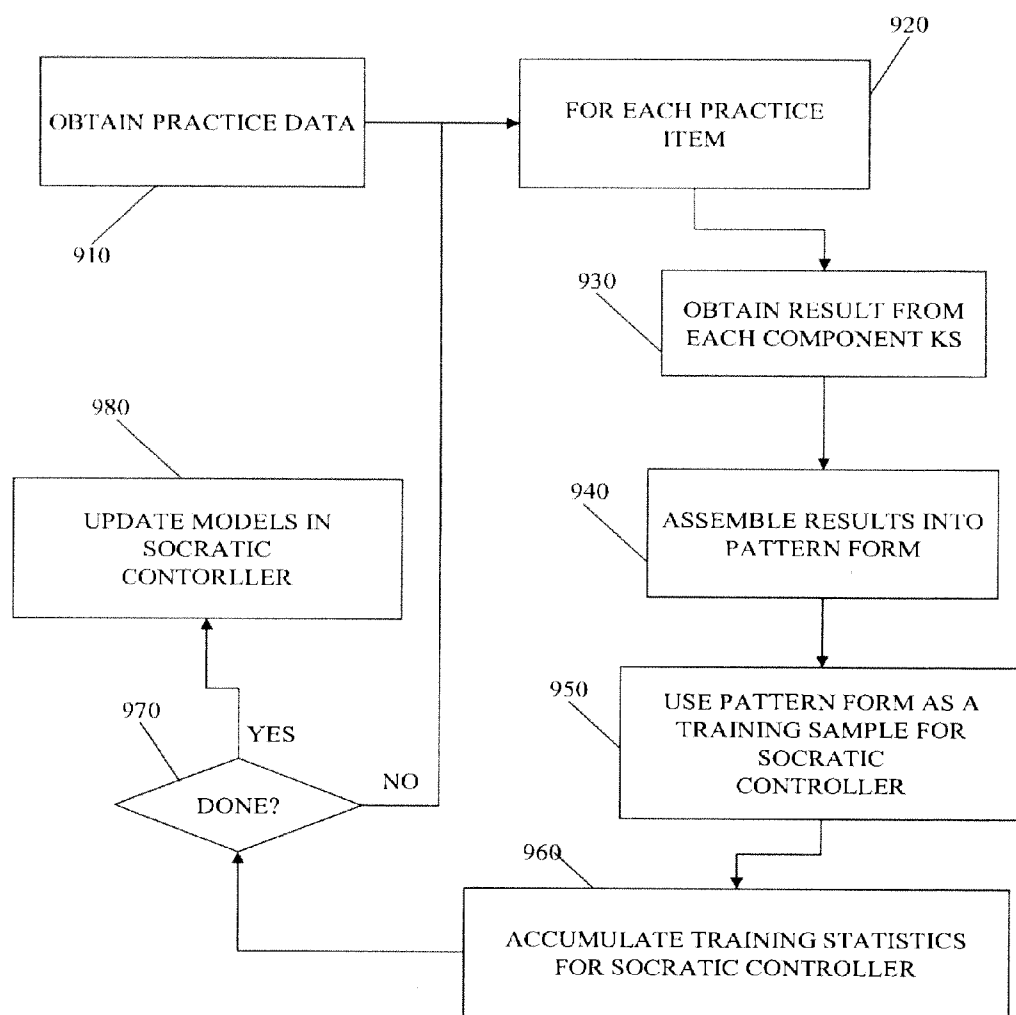 920
OBTAIN PRACTICE DATA
FOR EACH PRACTICE
ITEM
910
930
OBTAIN RESULT FROM
EACH COMPONENT KS
980
940
UPDATE MODELS IN
SOCRATIC
CONTORLLER
ASSEMBLE RESULTS INTO
PATTERN FORM
950
970
YES
USE PATTERN FORM AS A
TRAINING SAMPLE FOR
SOCRATIC
CONTROLLER
NO
DONE?
960
ACCUMULATE TRAINING STATISTICS
FOR SOCRATIC CONTROLLER